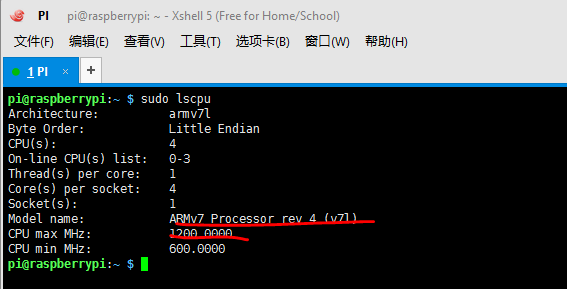 PI pi@raspberrypi: ~ - Xshell 5 (Free for Home/School)
文件(F) 编辑(E) 查看(V) 工具(T) 选项卡(B) 窗口(W) 帮助(H)
1 PI × +
pi@raspberrypi:~ $ sudo lscpu
Architecture: armv7l
Byte Order: Little Endian
CPU(s): 4
On-line CPU(s) list: 0-3
Thread(s) per core: 1
Core(s) per socket: 4
Socket(s): 1
Model name: ARMv7 Processor rev 4 (v7l)
CPU max MHz: 1200.0000
CPU min MHz: 600.0000
pi@raspberrypi:~ $